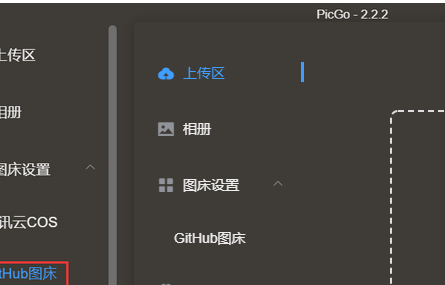 PicGo - 2.2.2
上传区
相册
图床设置
讯云COS
tHub图床
上传区
相册
图床设置
GitHub图床